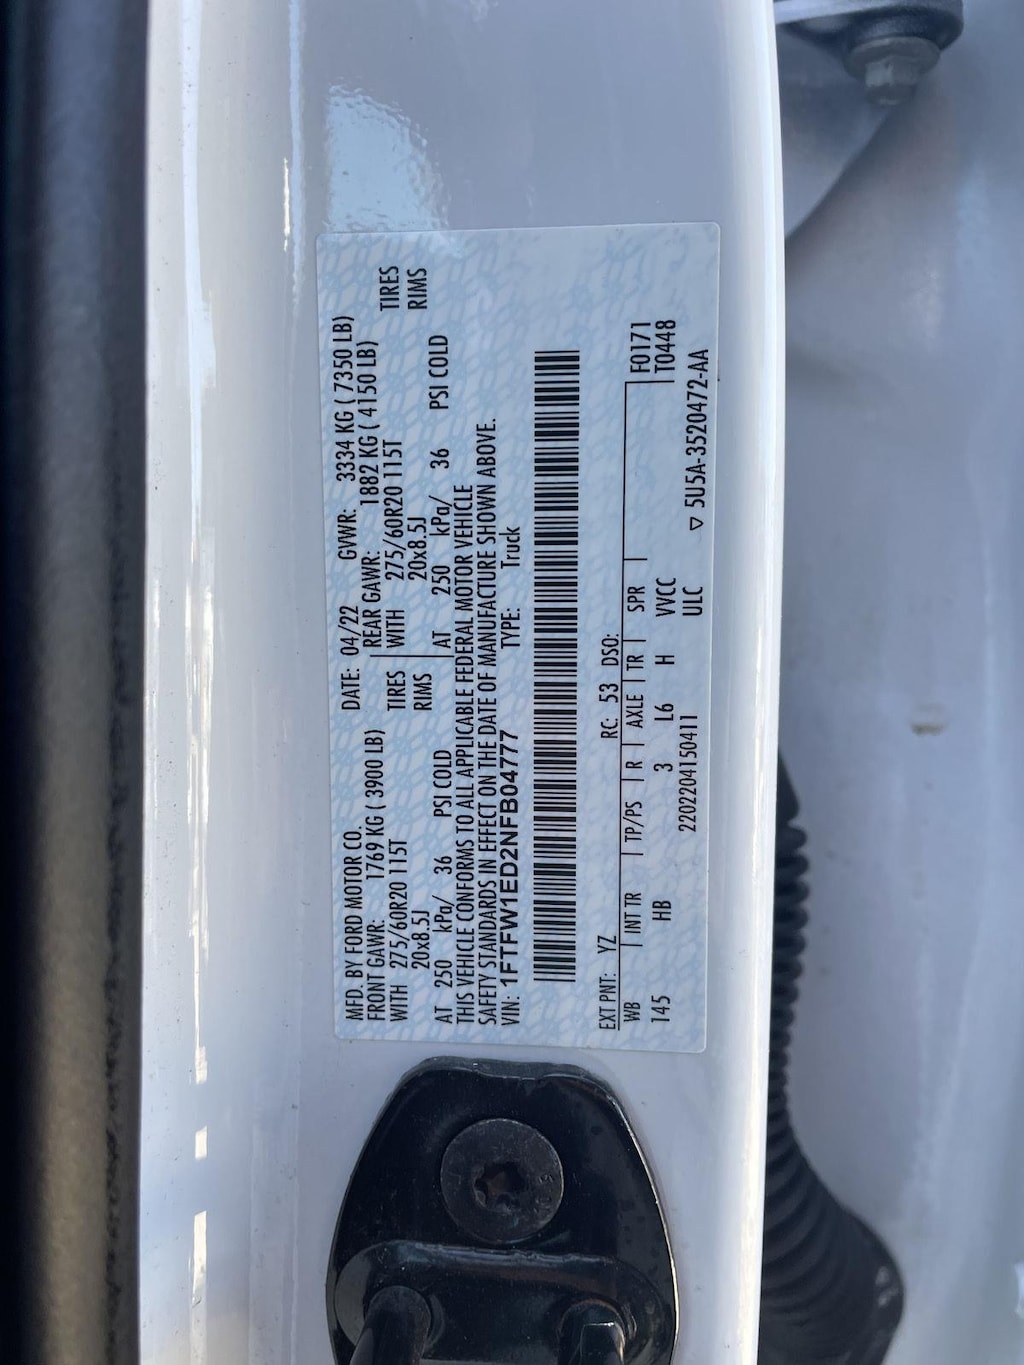 MFD. BY FORD MOTOR CO. DATE: 04/22 GVWR: 3334 KG ( 7350 LB)
FRONT GAWR: 1769 KG ( 3900 LB) REAR GAWR: 1882 KG ( 4150 LB)
WITH 275/60R20 115T TIRES WITH 275/60R20 115T TIRES
20x8.5J RIMS 20x8.5J RIMS
AT 250 kPa/ 36 PSI COLD AT 250 kPa/ 36 PSI COLD
THIS VEHICLE CONFORMS TO ALL APPLICABLE FEDERAL MOTOR VEHICLE
SAFETY STANDARDS IN EFFECT ON THE DATE OF MANUFACTURE SHOWN ABOVE.
VIN: 1FTFW1ED2NFB04777 TYPE: Truck
EXT PNT: YZ RC: 53 DSO:
WB INT TR TP/PS R AXLE TR SPR F0171
145 HB 3 L6 H VVCC T0448
220220415041​1 ULC ▽ 5U5A-3520472-AA